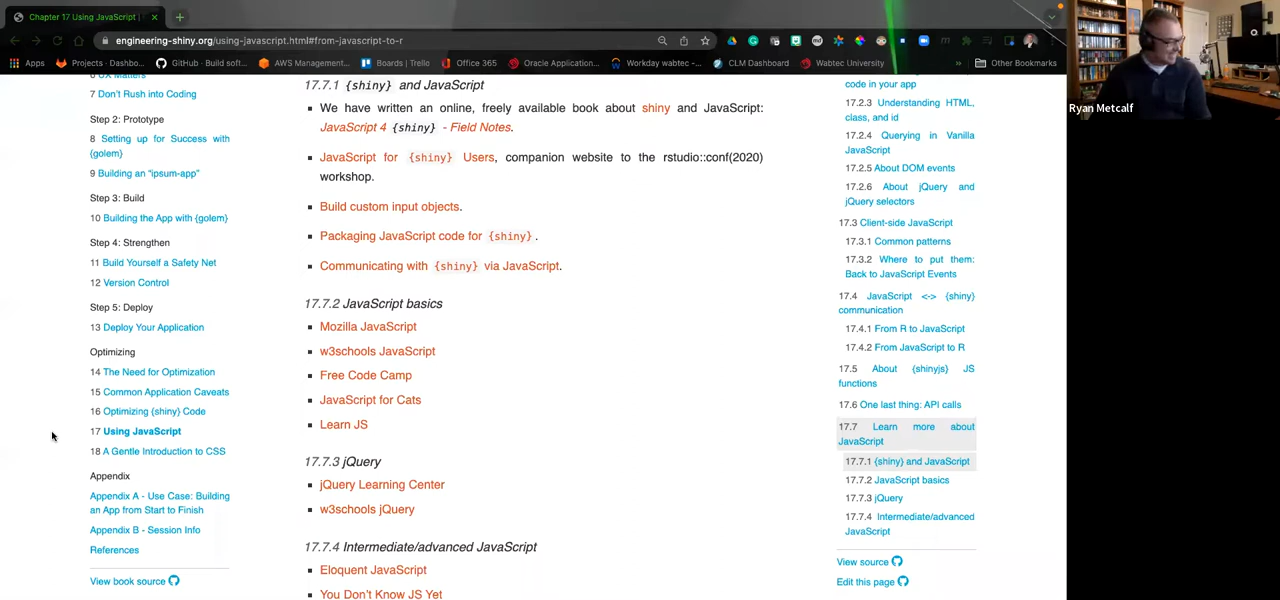 Chapter 17 Using JavaScript |
engineering-shiny.org/using-javascript.html#from-javascript-to-r
Apps
Projects - Dashbo...
GitHub · Build soft...
AWS Management...
Boards | Trello
Office 365
Oracle Application...
Workday wabtec -...
CLM Dashboard
Wabtec University
»
Other Bookmarks
6 UX Matters
7 Don't Rush into Coding
Step 2: Prototype
8 Setting up for Success with
{golem}
9 Building an "ipsum-app"
Step 3: Build
10 Building the App with {golem}
Step 4: Strengthen
11 Build Yourself a Safety Net
12 Version Control
Step 5: Deploy
13 Deploy Your Application
Optimizing
14 The Need for Optimization
15 Common Application Caveats
16 Optimizing {shiny} Code
17 Using JavaScript
18 A Gentle Introduction to CSS
Appendix
Appendix A - Use Case: Building
an App from Start to Finish
Appendix B - Session Info
References
View book source
17.7.1 {shiny} and JavaScript
We have written an online, freely available book about shiny and JavaScript:
JavaScript 4 {shiny} - Field Notes.
JavaScript for {shiny} Users, companion website to the rstudio::conf(2020)
workshop.
Build custom input objects.
Packaging JavaScript code for {shiny} .
Communicating with {shiny} via JavaScript.
17.7.2 JavaScript basics
Mozilla JavaScript
w3schools JavaScript
Free Code Camp
JavaScript for Cats
Learn JS
17.7.3 jQuery
jQuery Learning Center
w3schools jQuery
17.7.4 Intermediate/advanced JavaScript
Eloquent JavaScript
You Don't Know JS Yet
code in your app
17.2.3 Understanding HTML,
class, and id
17.2.4 Querying in Vanilla
JavaScript
17.2.5 About DOM events
17.2.6 About jQuery and
jQuery selectors
17.3 Client-side JavaScript
17.3.1 Common patterns
17.3.2 Where to put them:
Back to JavaScript Events
17.4 JavaScript <-> {shiny}
communication
17.4.1 From R to JavaScript
17.4.2 From JavaScript to R
17.5 About {shinyjs} JS
functions
17.6 One last thing: API calls
17.7 Learn more about
JavaScript
17.7.1 {shiny} and JavaScript
17.7.2 JavaScript basics
17.7.3 jQuery
17.7.4 Intermediate/advanced
JavaScript
View source
Edit this page
Ryan Metcalf